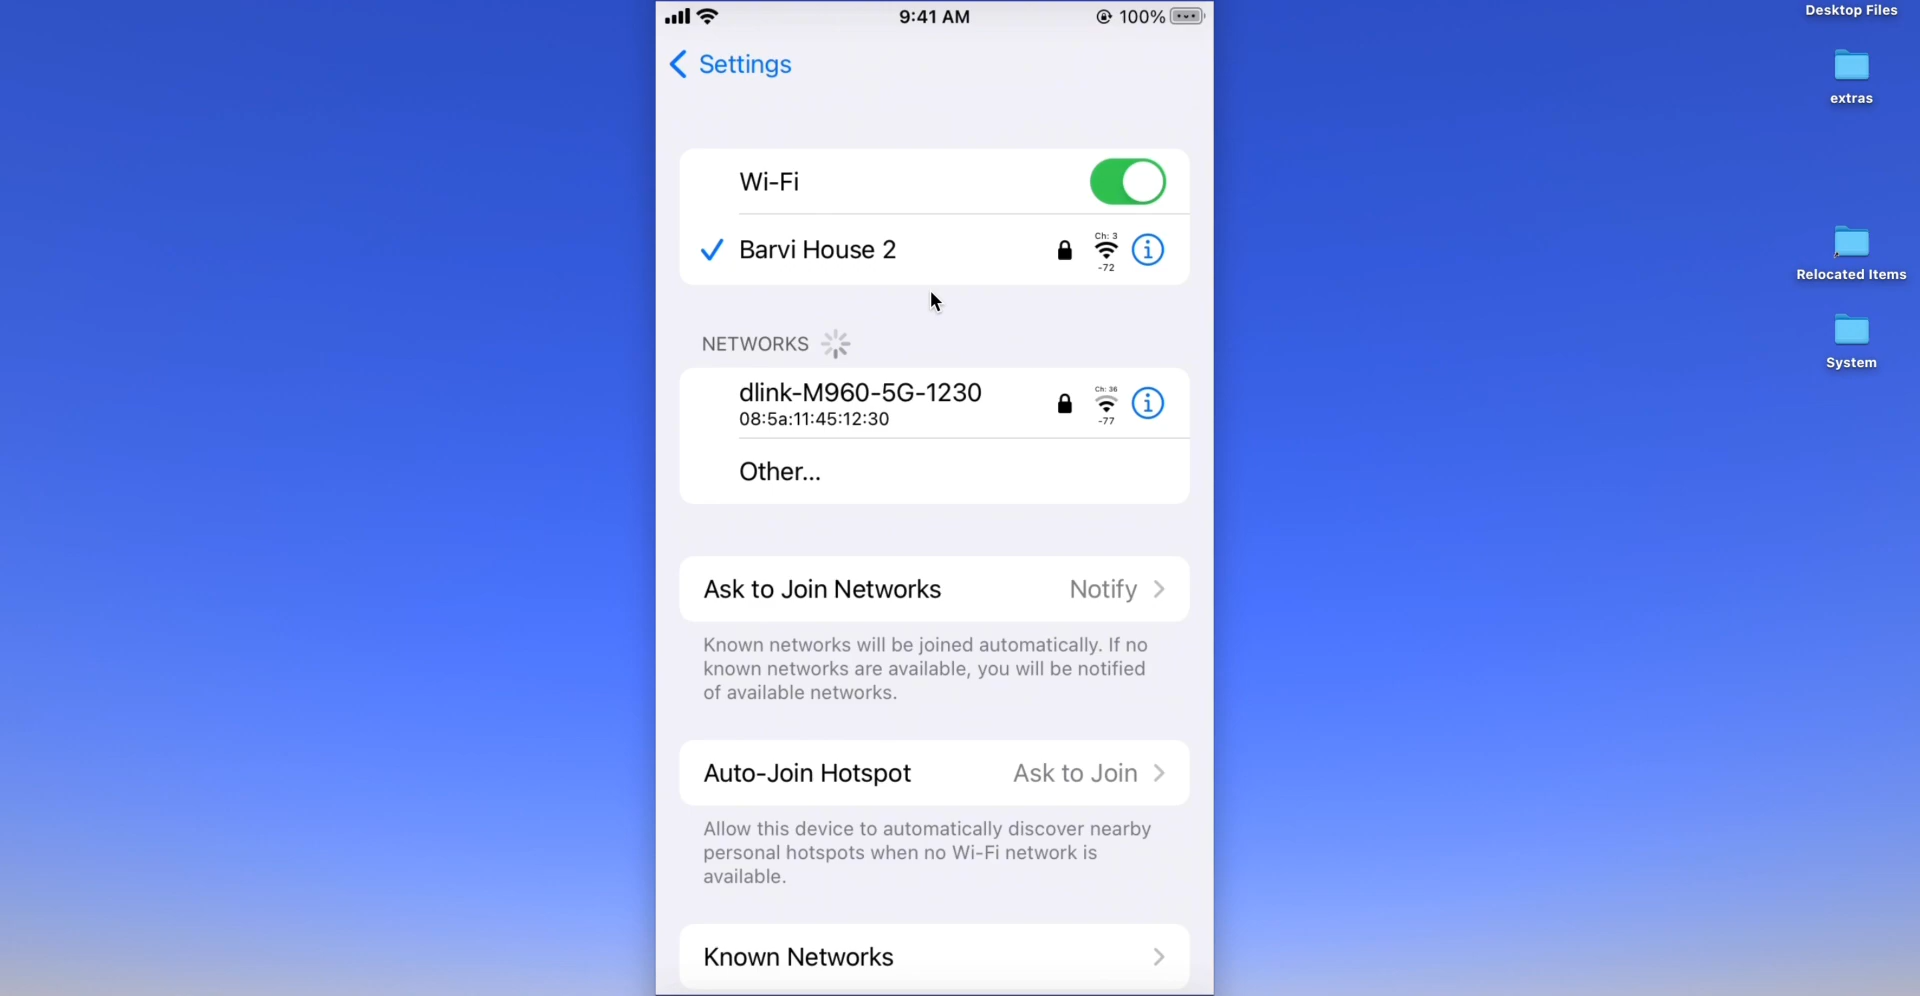 9:41 AM
100%
Desktop Files
Settings
extras
Wi-Fi
Barvi House 2
Ch: 3
-72
Relocated Items
NETWORKS
System
dlink-M960-5G-1230
08:5a:11:45:12:30
Ch: 36
-77
Other...
Ask to Join Networks
Notify
Known networks will be joined automatically. If no
known networks are available, you will be notified
of available networks.
Auto-Join Hotspot
Ask to Join
Allow this device to automatically discover nearby
personal hotspots when no Wi-Fi network is
available.
Known Networks